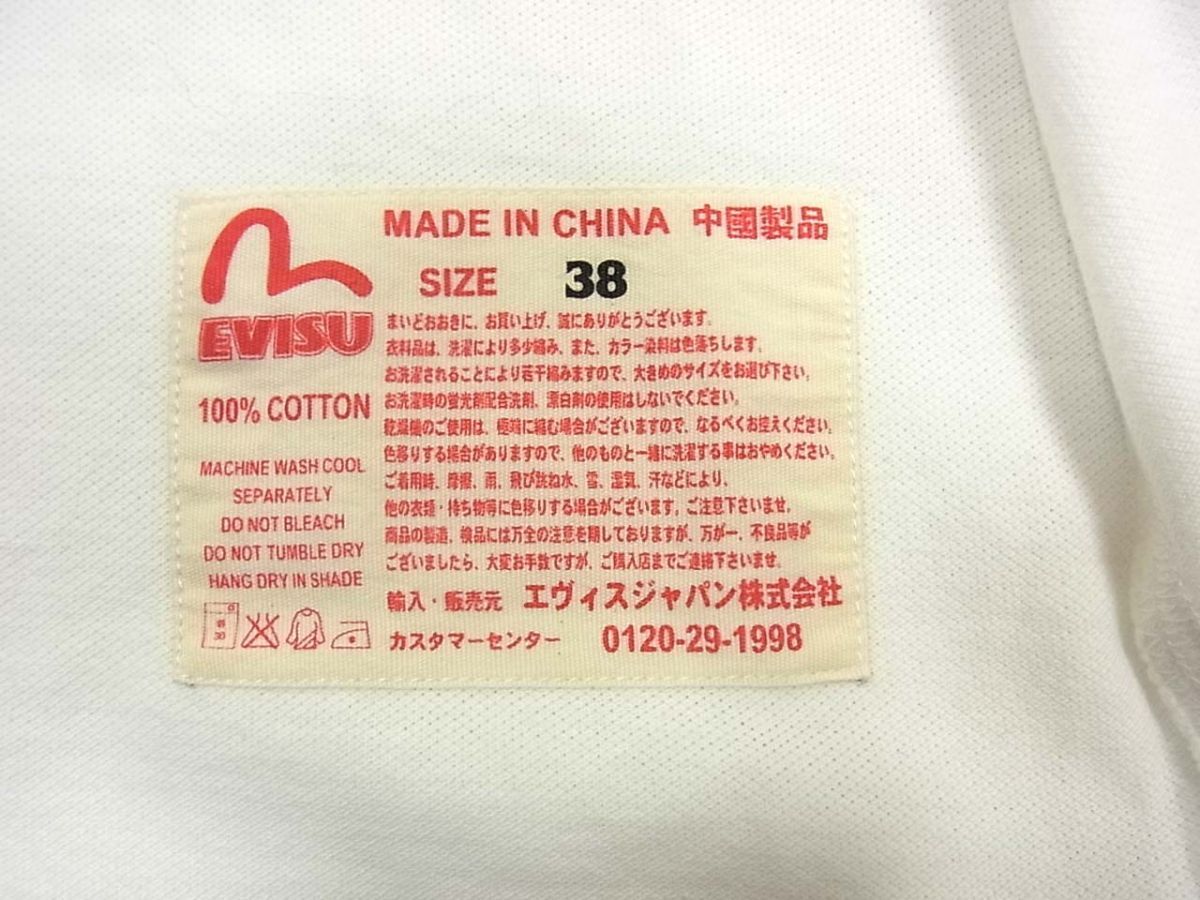 EVISU
100% COTTON
MACHINE WASH COOL
SEPARATELY
DO NOT BLEACH
DO NOT TUMBLE DRY
HANG DRY IN SHADE
30
MADE IN CHINA 中國製品
SIZE 38
まいどおおきに、お買い上げ、誠にありがとうございます。
衣料品は、洗濯により多少縮み、また、カラー染料は色落ちします。
お洗濯されることにより若干縮みますので、大きめのサイズをお選び下さい。
お洗濯時の蛍光剤配合洗剤、漂白剤の使用はしないでください。
乾燥機のご使用は、極端に縮む場合がございますので、なるべくお控えください。
色移りする場合がありますので、他のものと一緒に洗濯する事はおやめください。
ご着用時、摩擦、雨、飛び跳ね水、雪、湿気、汗などにより、
他の衣類・持ち物等に色移りする場合がございます。ご注意下さいませ。
商品の製造、検品には万全の注意を期しておりますが、万が一、不良品等が
ございましたら、大変お手数ですが、ご購入店までご連絡下さいませ。
輸入・販売元 エヴィスジャパン株式会社
カスタマーセンター 0120-29-1998